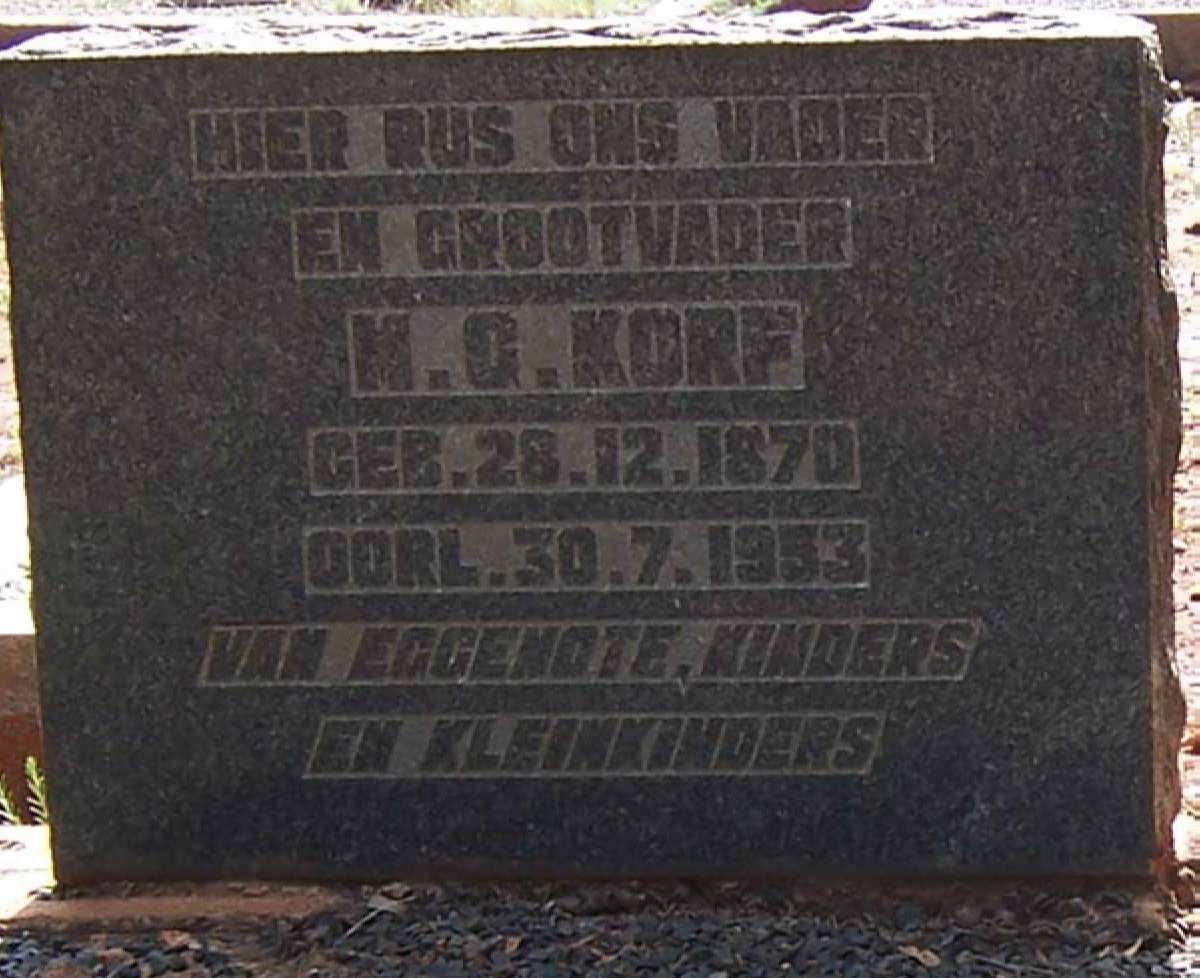 HIER RUS ONS VADER
EN GROOTVADER
H.Q.KORF
GEB.28.12.1870
OORL.30.7.1953
VAN EGGENOTE, KINDERS
EN KLEINKINDERS